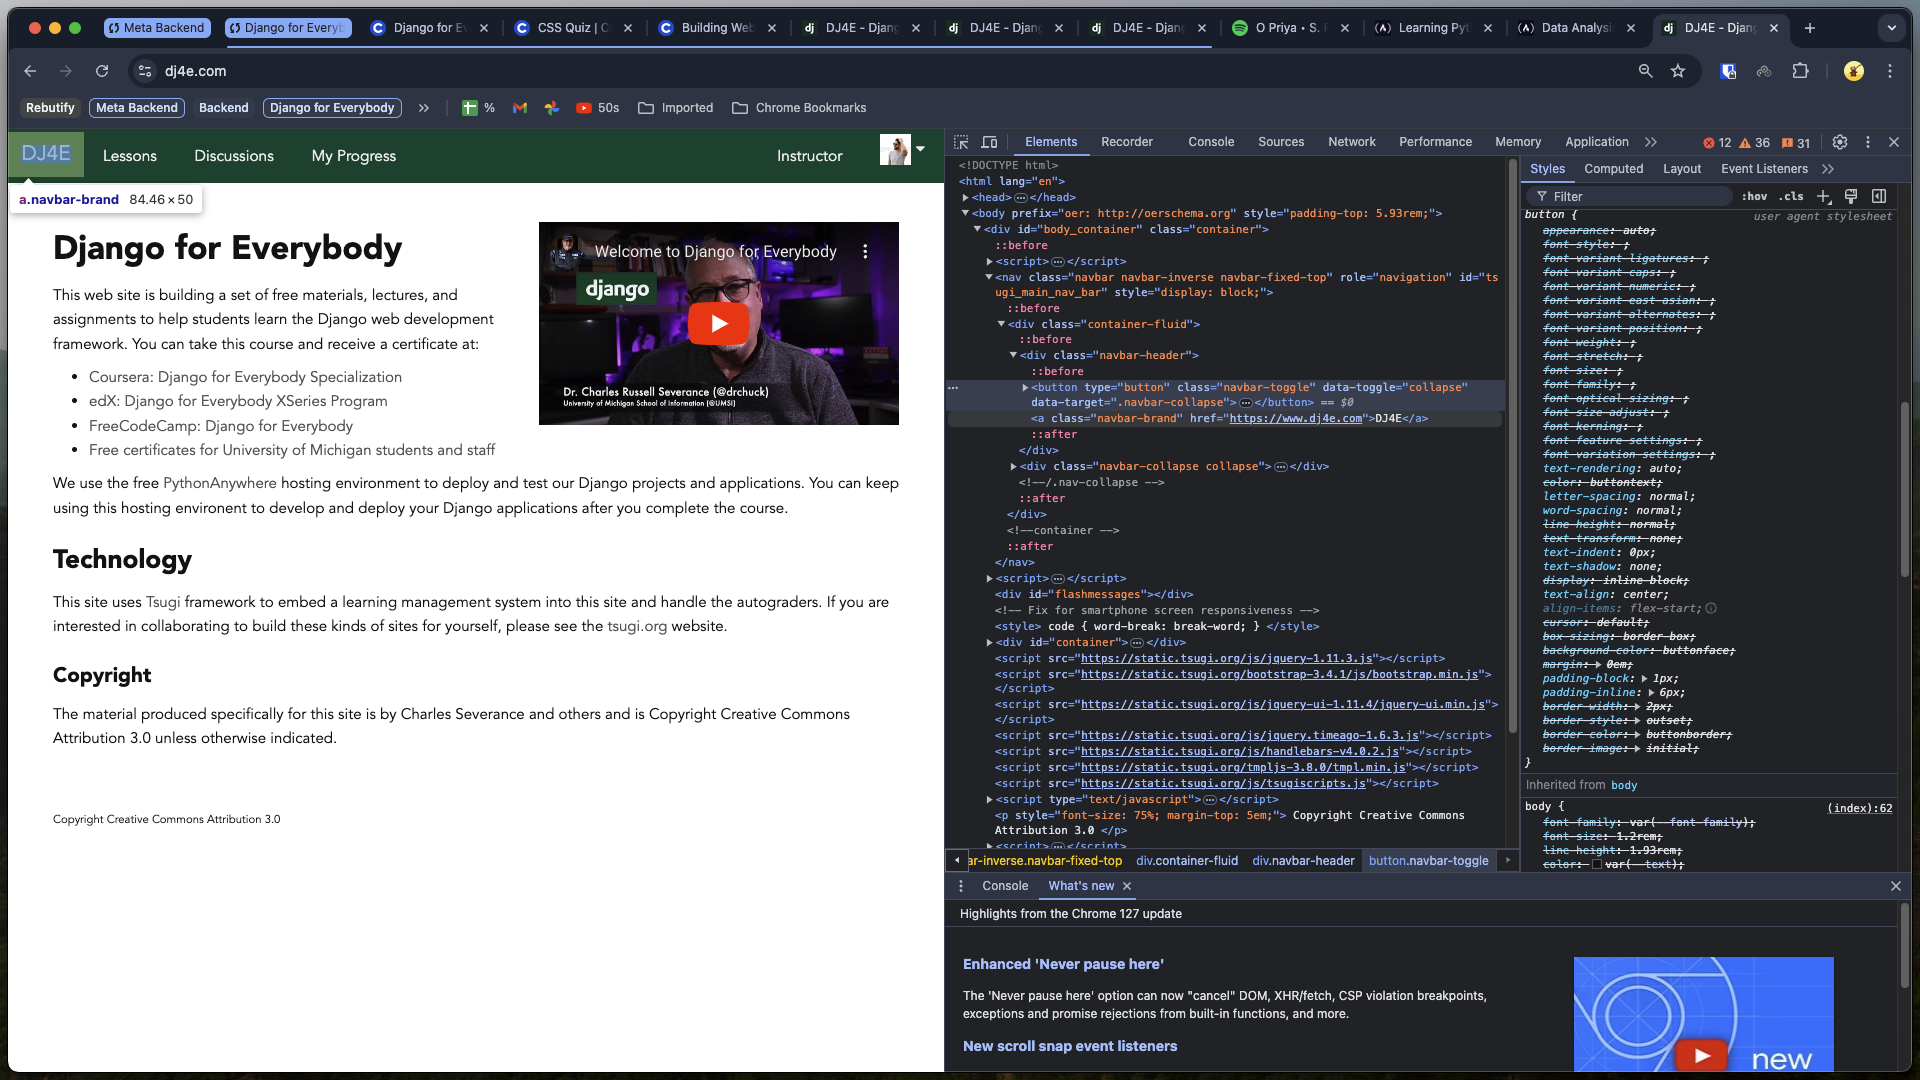 Meta Backend
Django for Everyb
Django for E
CSS Quiz | C
Building Web
DJ4E - Djang
DJ4E - Djang
DJ4E - Djang
O Priya • S.
Learning Pyt
Data Analysi
DJ4E - Djang
dj4e.com
Rebutify
Meta Backend
Backend
Django for Everybody
%
50s
Imported
Chrome Bookmarks
DJ4E
Lessons
Discussions
My Progress
Instructor
a.navbar-brand 84.46 × 50
Django for Everybody
This web site is building a set of free materials, lectures, and
assignments to help students learn the Django web development
framework. You can take this course and receive a certificate at:
• Coursera: Django for Everybody Specialization
• edX: Django for Everybody XSeries Program
• FreeCodeCamp: Django for Everybody
• Free certificates for University of Michigan students and staff
Welcome to Django for Everybody
django
Dr. Charles Russell Severance (@drchuck)
University of Michigan School of Information (@UMSI)
We use the free PythonAnywhere hosting environment to deploy and test our Django projects and applications. You can keep
using this hosting environent to develop and deploy your Django applications after you complete the course.
Technology
This site uses Tsugi framework to embed a learning management system into this site and handle the autograders. If you are
interested in collaborating to build these kinds of sites for yourself, please see the tsugi.org website.
Copyright
The material produced specifically for this site is by Charles Severance and others and is Copyright Creative Commons
Attribution 3.0 unless otherwise indicated.
Copyright Creative Commons Attribution 3.0
Elements
Recorder
Console
Sources
Network
Performance
Memory
Application
12
36
31
<!DOCTYPE html>
<html lang="en">
<head>…</head>
<body prefix="oer: http://oerschema.org" style="padding-top: 5.93rem;">
<div id="body_container" class="container">
::before
<script>…</script>
<nav class="navbar navbar-inverse navbar-fixed-top" role="navigation" id="ts
ugi_main_nav_bar" style="display: block;">
::before
<div class="container-fluid">
::before
<div class="navbar-header">
::before
<button type="button" class="navbar-toggle" data-toggle="collapse"
data-target=".navbar-collapse">…</button> == $0
<a class="navbar-brand" href="https://www.dj4e.com">DJ4E</a>
::after
</div>
<div class="navbar-collapse collapse">…</div>
<!--/.nav-collapse -->
::after
</div>
<!--container -->
::after
</nav>
<script>…</script>
<div id="flashmessages"></div>
<!-- Fix for smartphone screen responsiveness -->
<style> code { word-break: break-word; } </style>
<div id="container">…</div>
<script src="https://static.tsugi.org/js/jquery-1.11.3.js"></script>
<script src="https://static.tsugi.org/bootstrap-3.4.1/js/bootstrap.min.js">
</script>
<script src="https://static.tsugi.org/js/jquery-ui-1.11.4/jquery-ui.min.js">
</script>
<script src="https://static.tsugi.org/js/jquery.timeago-1.6.3.js"></script>
<script src="https://static.tsugi.org/js/handlebars-v4.0.2.js"></script>
<script src="https://static.tsugi.org/tmpljs-3.8.0/tmpl.min.js"></script>
<script src="https://static.tsugi.org/js/tsugiscripts.js"></script>
<script type="text/javascript">…</script>
<p style="font-size: 75%; margin-top: 5em;"> Copyright Creative Commons
Attribution 3.0 </p>
<script>…</script>
ar-inverse.navbar-fixed-top
div.container-fluid
div.navbar-header
button.navbar-toggle
Styles
Computed
Layout
Event Listeners
Filter
:hov
.cls
button {
user agent stylesheet
appearance: auto;
font-style: ;
font-variant-ligatures: ;
font-variant-caps: ;
font-variant-numeric: ;
font-variant-east-asian: ;
font-variant-alternates: ;
font-variant-position: ;
font-weight: ;
font-stretch: ;
font-size: ;
font-family: ;
font-optical-sizing: ;
font-size-adjust: ;
font-kerning: ;
font-feature-settings: ;
font-variation-settings: ;
text-rendering: auto;
color: buttontext;
letter-spacing: normal;
word-spacing: normal;
line-height: normal;
text-transform: none;
text-indent: 0px;
text-shadow: none;
display: inline-block;
text-align: center;
align-items: flex-start;
cursor: default;
box-sizing: border-box;
background-color: buttonface;
margin: 0em;
padding-block: 1px;
padding-inline: 6px;
border-width: 2px;
border-style: outset;
border-color: buttonborder;
border-image: initial;
}
Inherited from body
body {
(index):62
font-family: var(--font-family);
font-size: 1.2rem;
line-height: 1.93rem;
color: var(--text);
Console
What's new
Highlights from the Chrome 127 update
Enhanced 'Never pause here'
The 'Never pause here' option can now "cancel" DOM, XHR/fetch, CSP violation breakpoints,
exceptions and promise rejections from built-in functions, and more.
New scroll snap event listeners
new